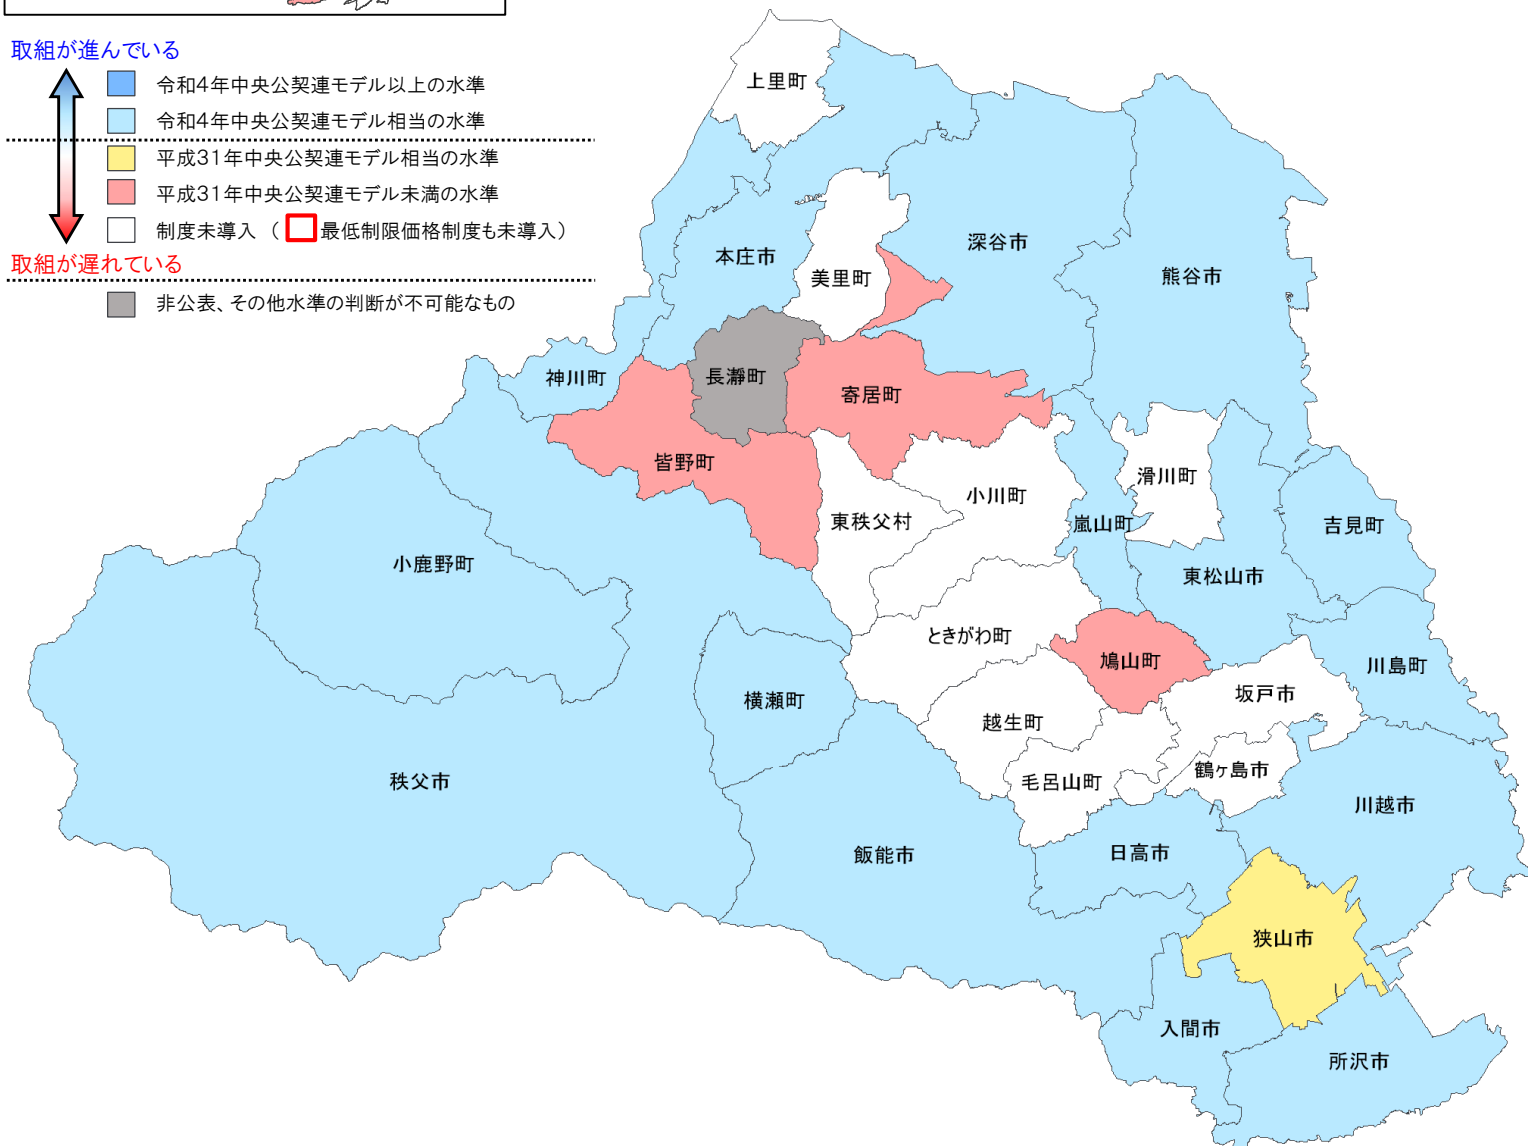 取組が進んでいる
令和4年中央公契連モデル以上の水準
令和4年中央公契連モデル相当の水準
平成31年中央公契連モデル相当の水準
平成31年中央公契連モデル未満の水準
制度未導入（ 最低制限価格制度も未導入）
取組が遅れている
非公表、その他水準の判断が不可能なもの
上里町
本庄市
美里町
深谷市
熊谷市
神川町
長瀞町
寄居町
皆野町
東秩父村
小川町
嵐山町
滑川町
吉見町
小鹿野町
東松山市
ときがわ町
鳩山町
川島町
横瀬町
越生町
坂戸市
秩父市
毛呂山町
鶴ヶ島市
川越市
飯能市
日高市
狭山市
入間市
所沢市